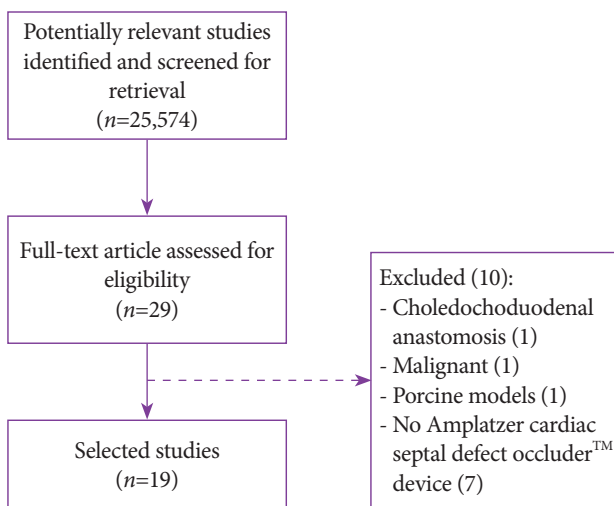 Potentially relevant studies
identified and screened for
retrieval
(n=25,574)
Full-text article assessed for
eligibility
(n=29)
Excluded (10):
- Choledochoduodenal
anastomosis (1)
- Malignant (1)
- Porcine models (1)
- No Amplatzer cardiac
septal defect occluder™
device (7)
Selected studies
(n=19)